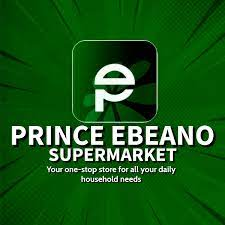 PRINCE EBEANO
SUPERMARKET
Your one-stop store for all your daily
household needs